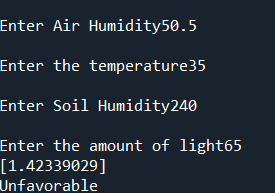 Enter Air Humidity50.5
Enter the temperature35
Enter Soil Humidity240
Enter the amount of light65
[1.42339029]
Unfavorable